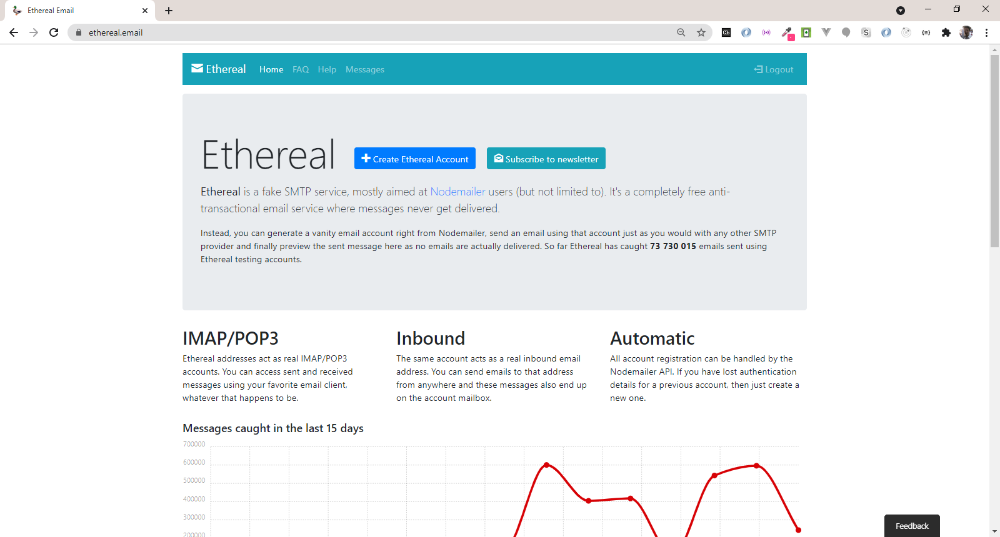 Ethereal Email
ethereal.email
Ethereal Home FAQ Help Messages Logout
Ethereal
Create Ethereal Account
Subscribe to newsletter
Ethereal is a fake SMTP service, mostly aimed at Nodemailer users (but not limited to). It's a completely free anti-
transactional email service where messages never get delivered.
Instead, you can generate a vanity email account right from Nodemailer, send an email using that account just as you would with any other SMTP
provider and finally preview the sent message here as no emails are actually delivered. So far Ethereal has caught 73 730 015 emails sent using
Ethereal testing accounts.
IMAP/POP3
Ethereal addresses act as real IMAP/POP3
accounts. You can access sent and received
messages using your favorite email client,
whatever that happens to be.
Inbound
The same account acts as a real inbound email
address. You can send emails to that address
from anywhere and these messages also end up
on the account mailbox.
Automatic
All account registration can be handled by the
Nodemailer API. If you have lost authentication
details for a previous account, then just create a
new one.
Messages caught in the last 15 days
700000
600000
500000
400000
300000
200000
Feedback